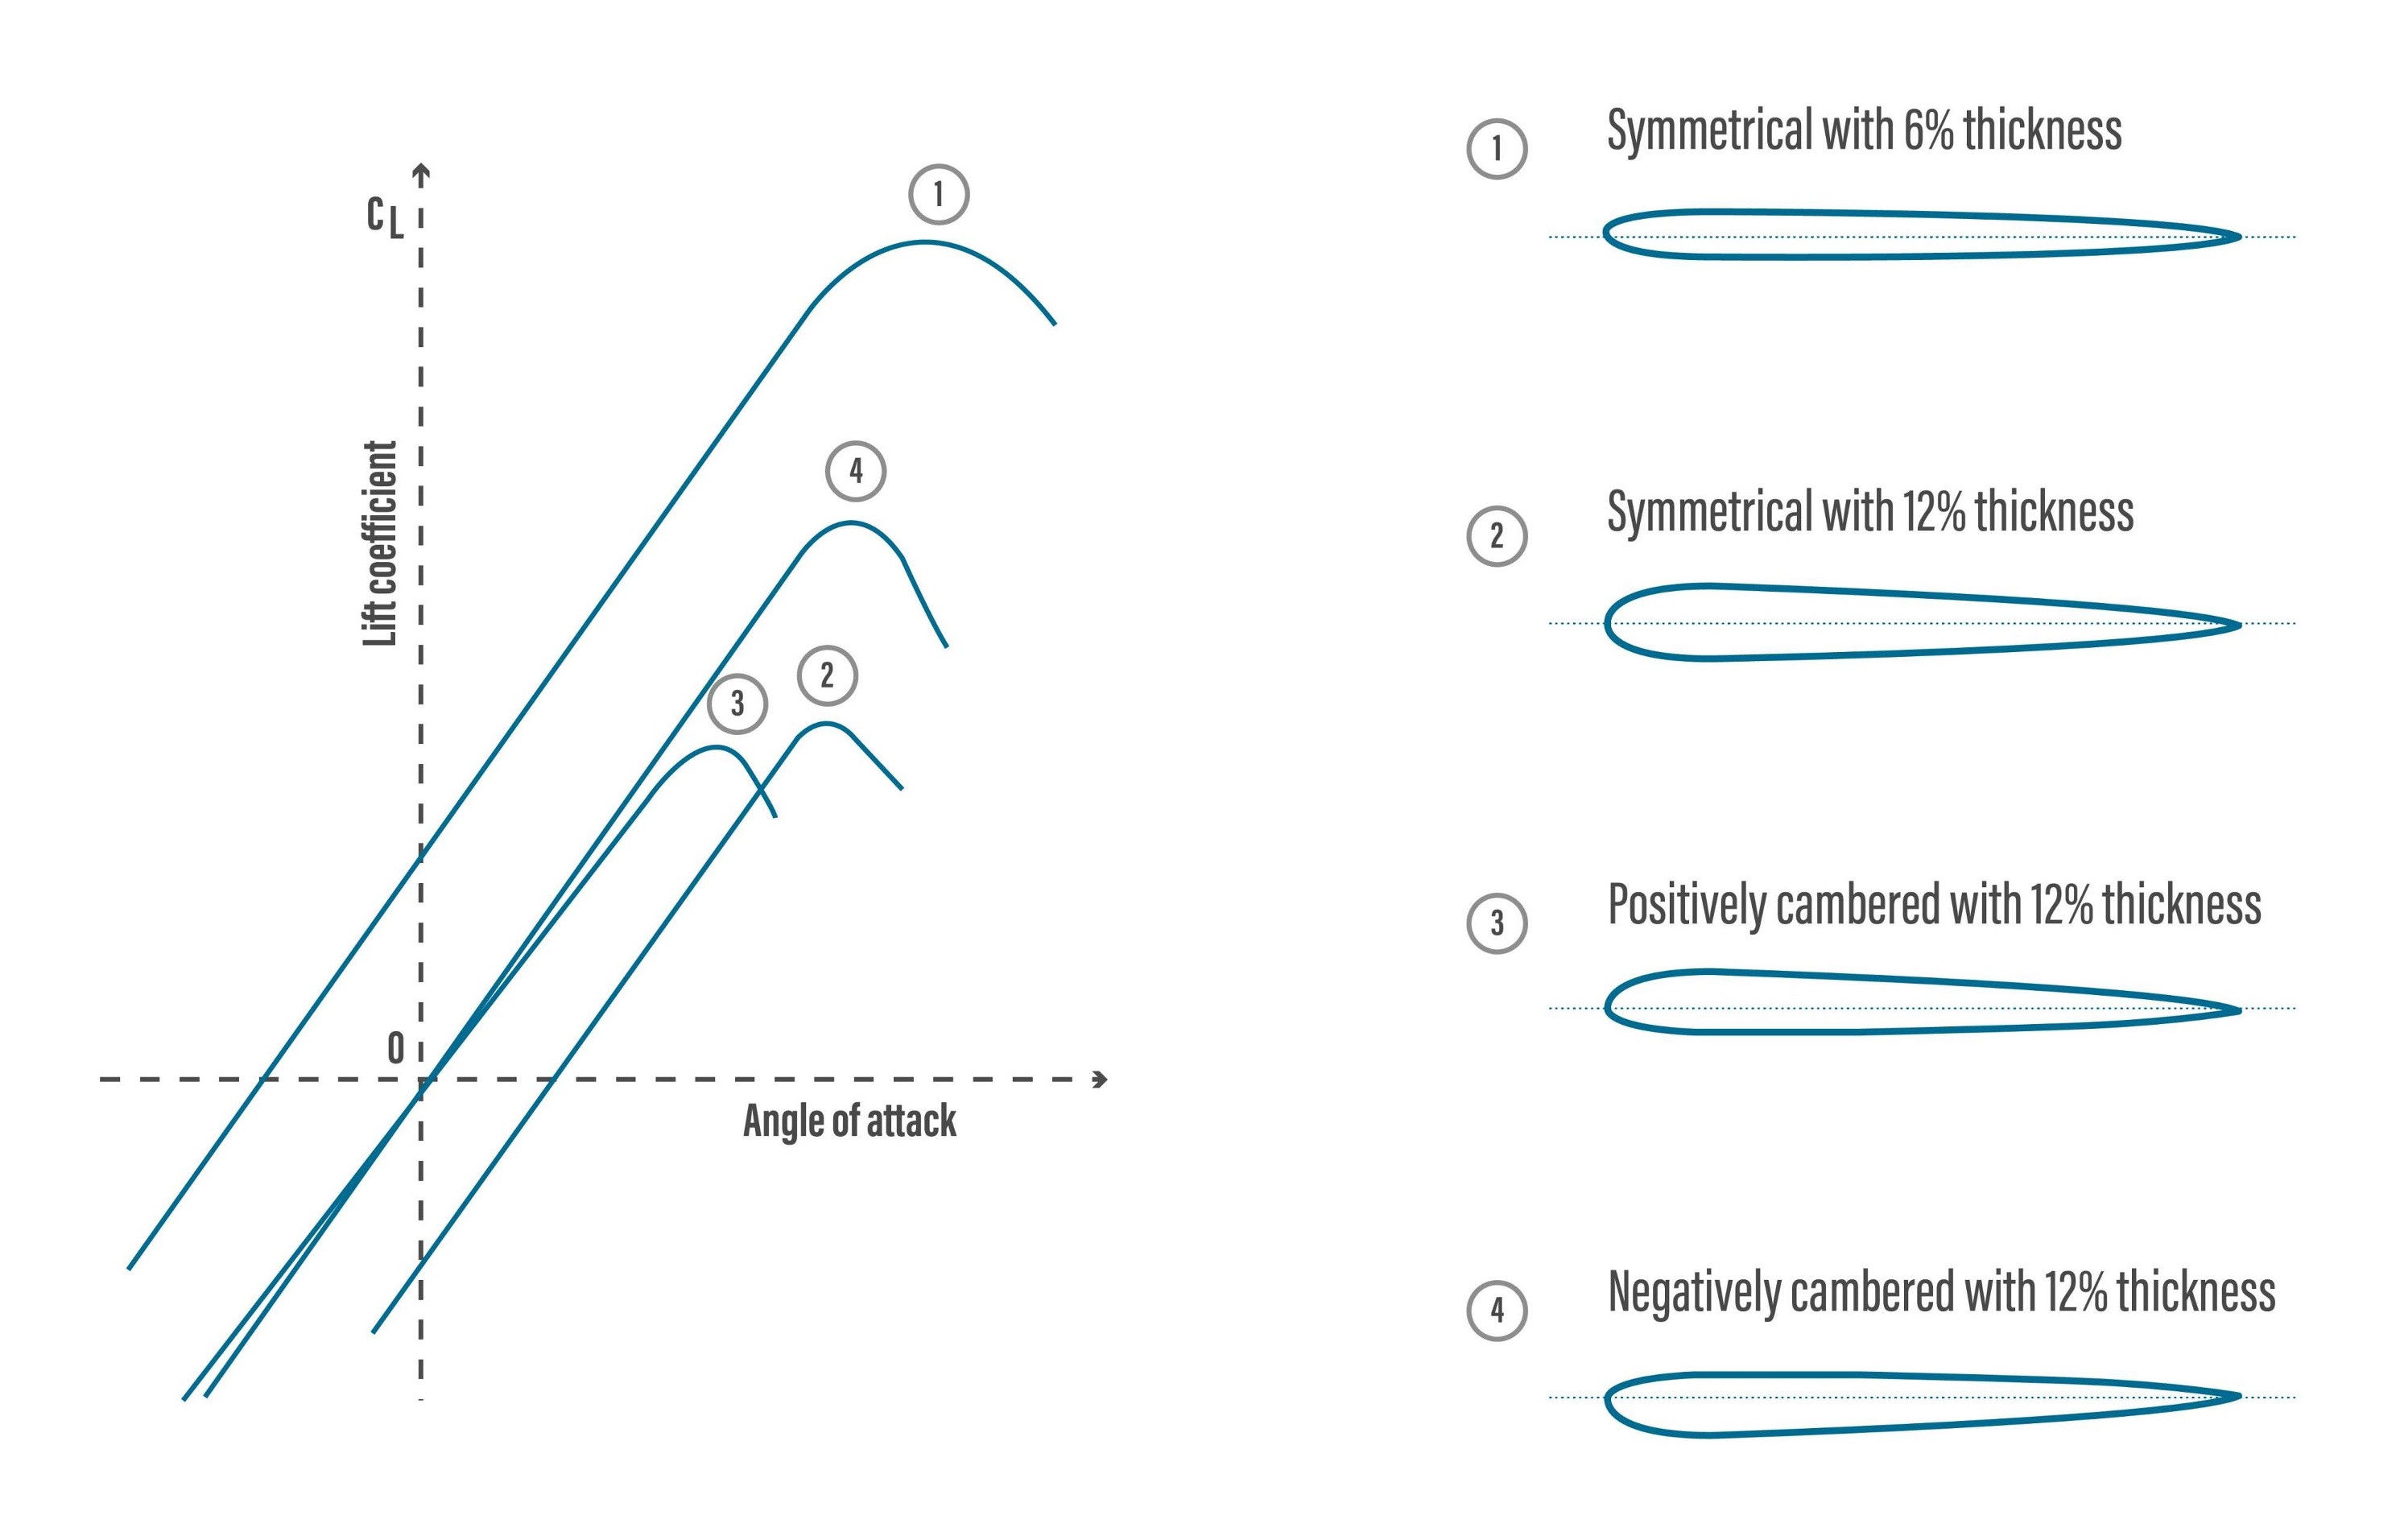 CL
Lift coefficient
0
Angle of attack
1
4
3
2
1
Symmetrical with 6% thickness
2
Symmetrical with 12% thickness
3
Positively cambered with 12% thickness
4
Negatively cambered with 12% thickness